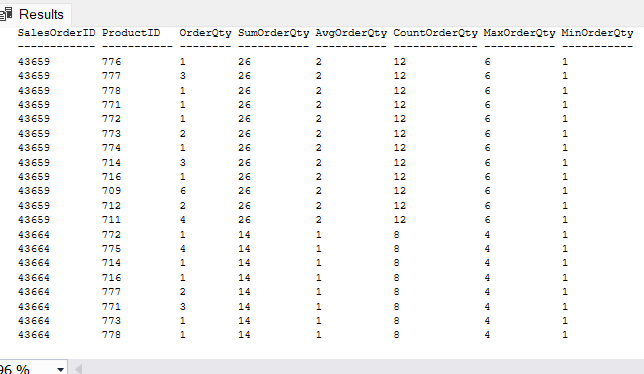 Results
SalesOrderID ProductID   OrderQty SumOrderQty AvgOrderQty CountOrderQty MaxOrderQty MinOrderQty
------------ ----------- -------- ----------- ----------- ------------- ----------- -----------
43659        776         1        26          2           12            6           1
43659        777         3        26          2           12            6           1
43659        778         1        26          2           12            6           1
43659        771         1        26          2           12            6           1
43659        772         1        26          2           12            6           1
43659        773         2        26          2           12            6           1
43659        774         1        26          2           12            6           1
43659        714         3        26          2           12            6           1
43659        716         1        26          2           12            6           1
43659        709         6        26          2           12            6           1
43659        712         2        26          2           12            6           1
43659        711         4        26          2           12            6           1
43664        772         1        14          1           8             4           1
43664        775         4        14          1           8             4           1
43664        714         1        14          1           8             4           1
43664        716         1        14          1           8             4           1
43664        777         2        14          1           8             4           1
43664        771         3        14          1           8             4           1
43664        773         1        14          1           8             4           1
43664        778         1        14          1           8             4           1
96 %